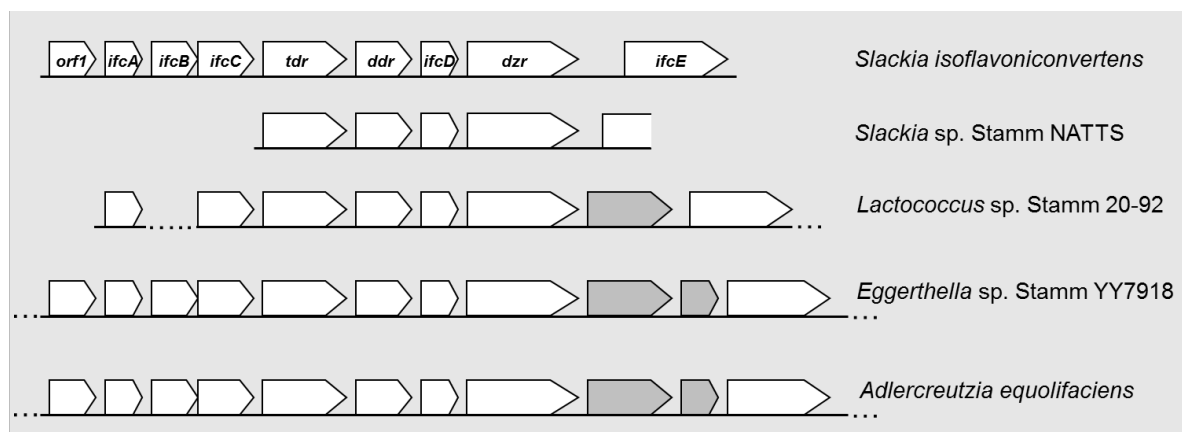 orf1 ifcA ifcB ifcC tdr ddr ifcD dzr ifcE Slackia isoflavoniconvertens
Slackia sp. Stamm NATTS
Lactococcus sp. Stamm 20-92
Eggerthella sp. Stamm YY7918
Adlercreutzia equolifaciens